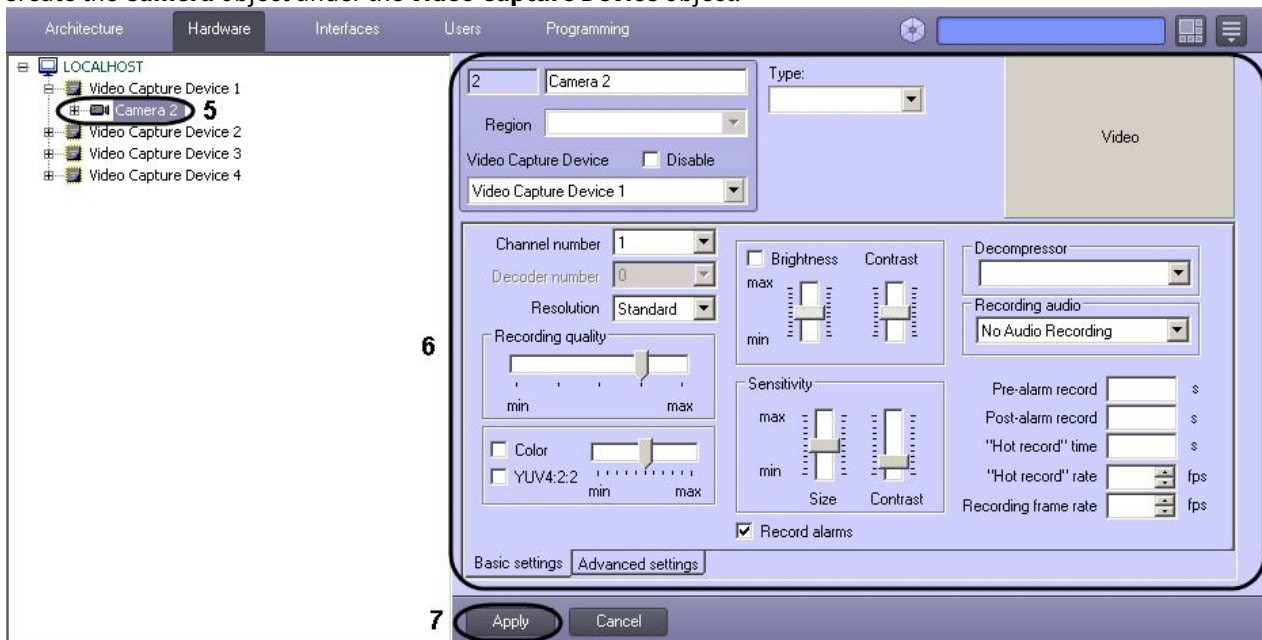 create the Camera object under the Video Capture Device object.
Architecture Hardware Interfaces Users Programming
LOCALHOST
Video Capture Device 1
Camera 2 5
Video Capture Device 2
Video Capture Device 3
Video Capture Device 4
2 Camera 2
Region
Video Capture Device Disable
Video Capture Device 1
Type:
Video
6
Channel number 1
Decoder number 0
Resolution Standard
Recording quality
min max
Color
YUV4:2:2
min max
Brightness Contrast
max
min
Sensitivity
max
min
Size Contrast
Record alarms
Decompressor
Recording audio
No Audio Recording
Pre-alarm record s
Post-alarm record s
"Hot record" time s
"Hot record" rate fps
Recording frame rate fps
Basic settings Advanced settings
7 Apply Cancel